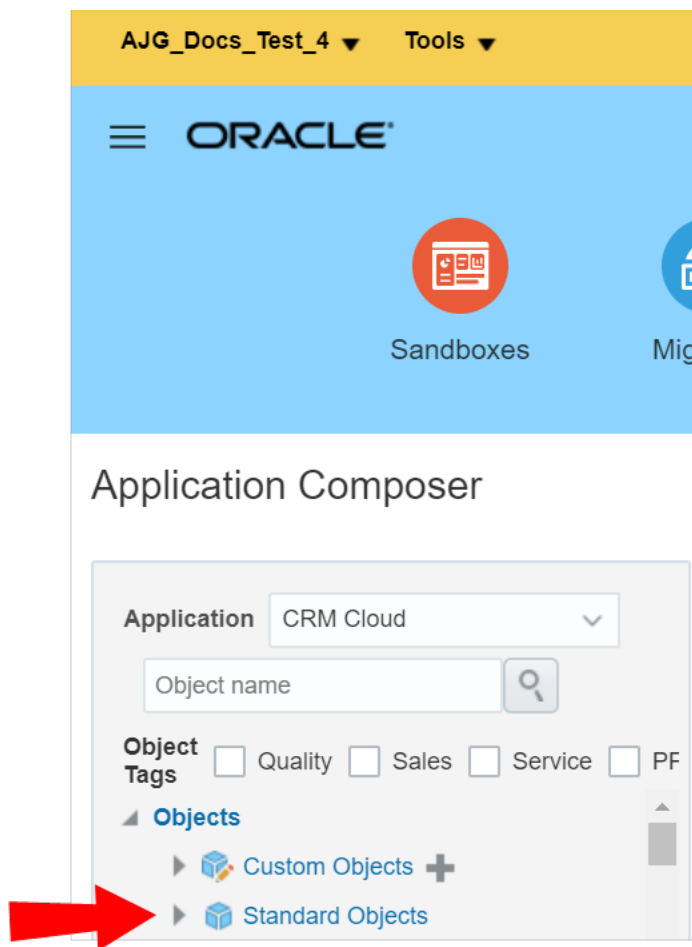 AJG_Docs_Test_4 Tools
ORACLE
Sandboxes
Application Composer
Application CRM Cloud
Object name
Object Tags Quality Sales Service
Objects
Custom Objects
Standard Objects